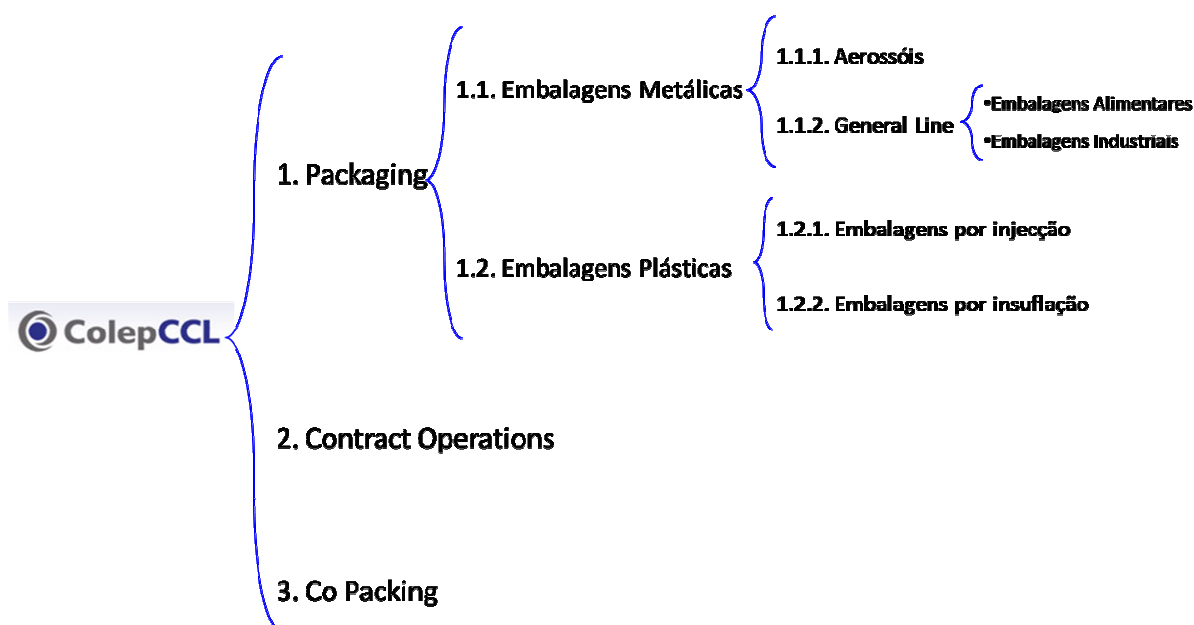 ColepCCL
1. Packaging
1.1. Embalagens Metálicas
1.1.1. Aerossóis
1.1.2. General Line
•Embalagens Alimentares
•Embalagens Industriais
1.2. Embalagens Plásticas
1.2.1. Embalagens por injecção
1.2.2. Embalagens por insuflação
2. Contract Operations
3. Co Packing